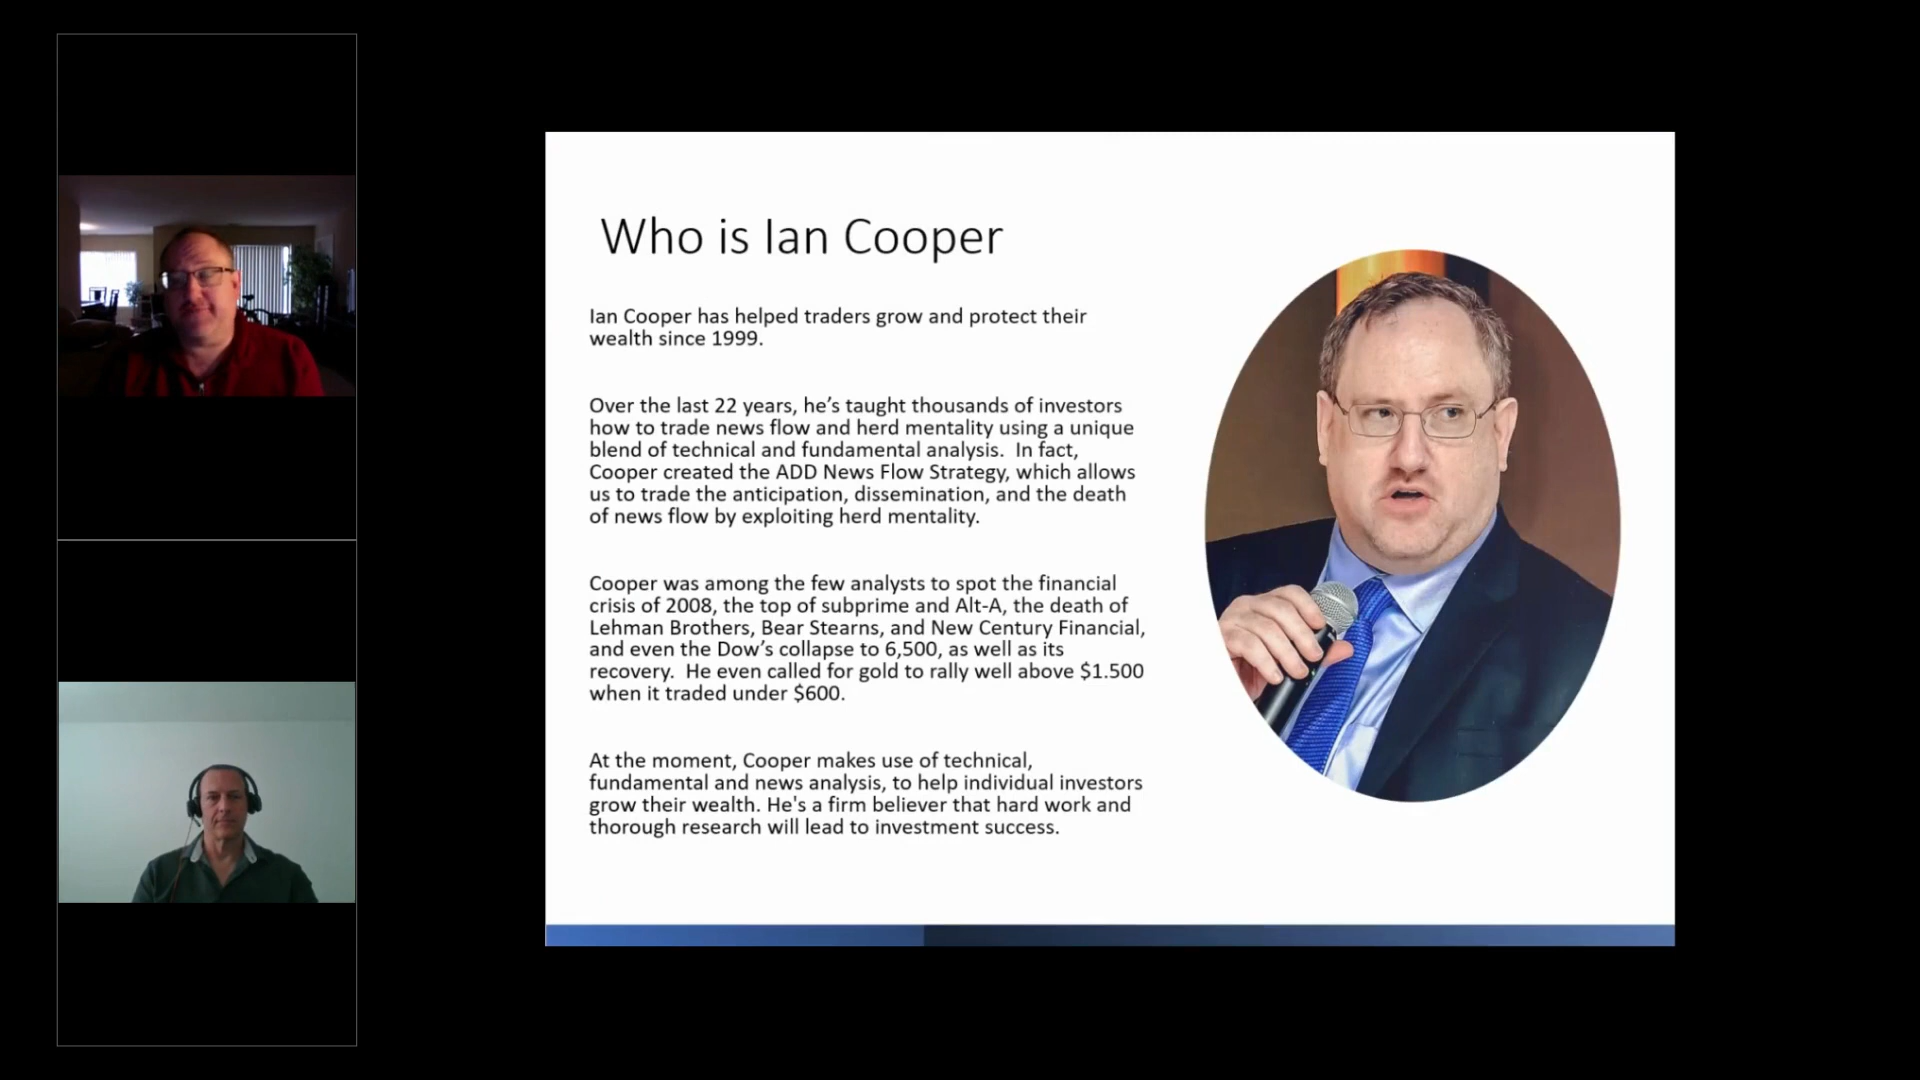 Who is Ian Cooper
Ian Cooper has helped traders grow and protect their
wealth since 1999.
Over the last 22 years, he’s taught thousands of investors
how to trade news flow and herd mentality using a unique
blend of technical and fundamental analysis.  In fact,
Cooper created the ADD News Flow Strategy, which allows
us to trade the anticipation, dissemination, and the death
of news flow by exploiting herd mentality.
Cooper was among the few analysts to spot the financial
crisis of 2008, the top of subprime and Alt-A, the death of
Lehman Brothers, Bear Stearns, and New Century Financial,
and even the Dow’s collapse to 6,500, as well as its
recovery.  He even called for gold to rally well above $1.500
when it traded under $600.
At the moment, Cooper makes use of technical,
fundamental and news analysis, to help individual investors
grow their wealth. He's a firm believer that hard work and
thorough research will lead to investment success.